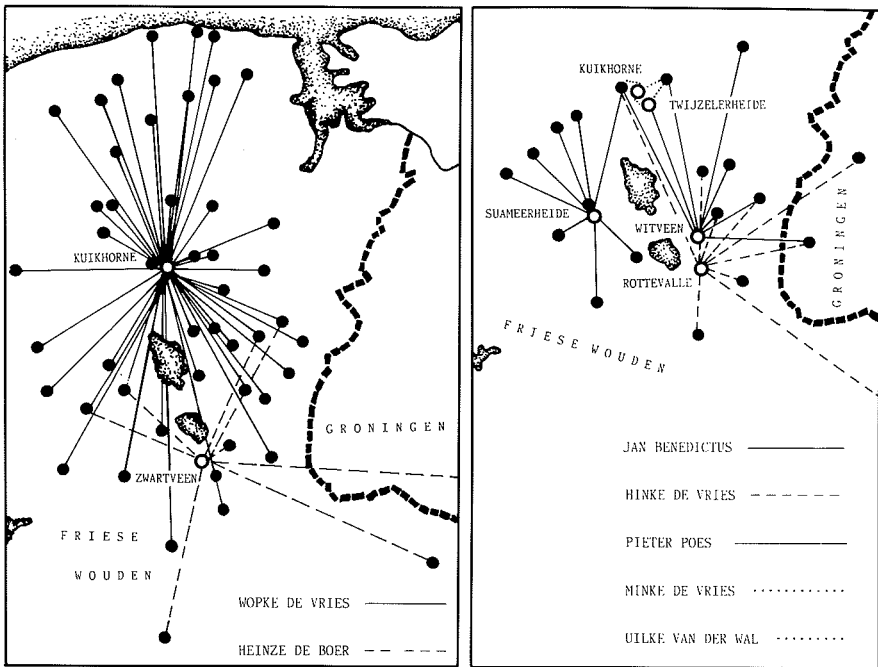 KUIKHORNE
GRONINGEN
ZWARTVEEN
FRIESE
WOUDEN
WOPKE DE VRIES
HEINZE DE BOER
KUIKHORNE
TWIJZELERHEIDE
SUAMEERHEIDE
WITVEEN
ROTTEVALLE
GRONINGEN
FRIESE WOUDEN
JAN BENEDICTUS
HINKE DE VRIES
PIETER POES
MINKE DE VRIES
UILKE VAN DER WAL